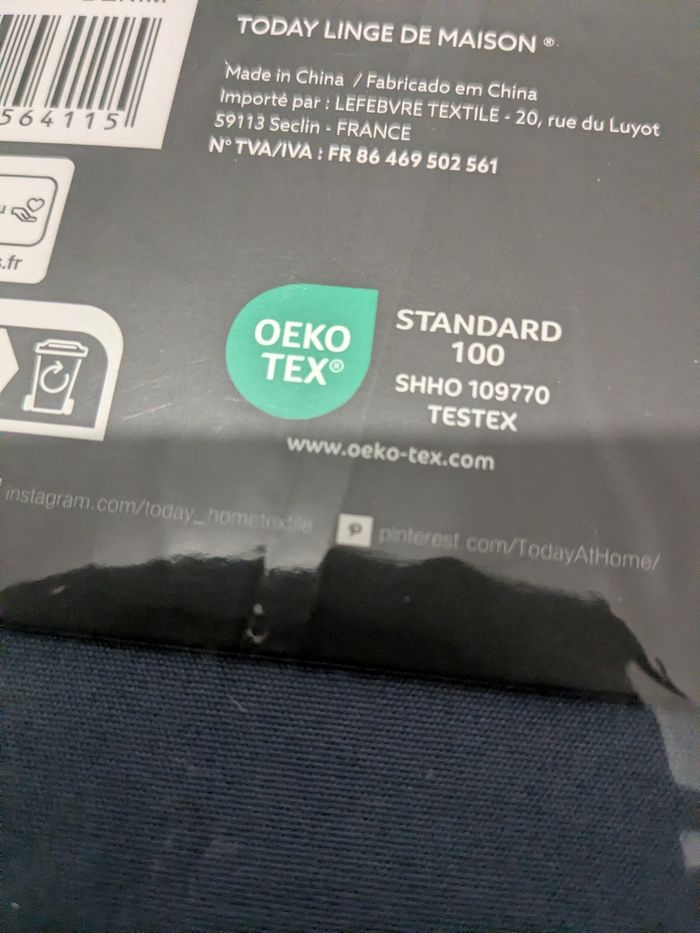 TODAY LINGE DE MAISON ®
Made in China / Fabricado em China
Importé par : LEFEBVRE TEXTILE - 20, rue du Luyot
59113 Seclin - FRANCE
N° TVA/IVA : FR 86 469 502 561
564115
.fr
OEKO
TEX®
STANDARD
100
SHHO 109770
TESTEX
www.oeko-tex.com
instagram.com/today_hometextile
pinterest.com/TodayAtHome/